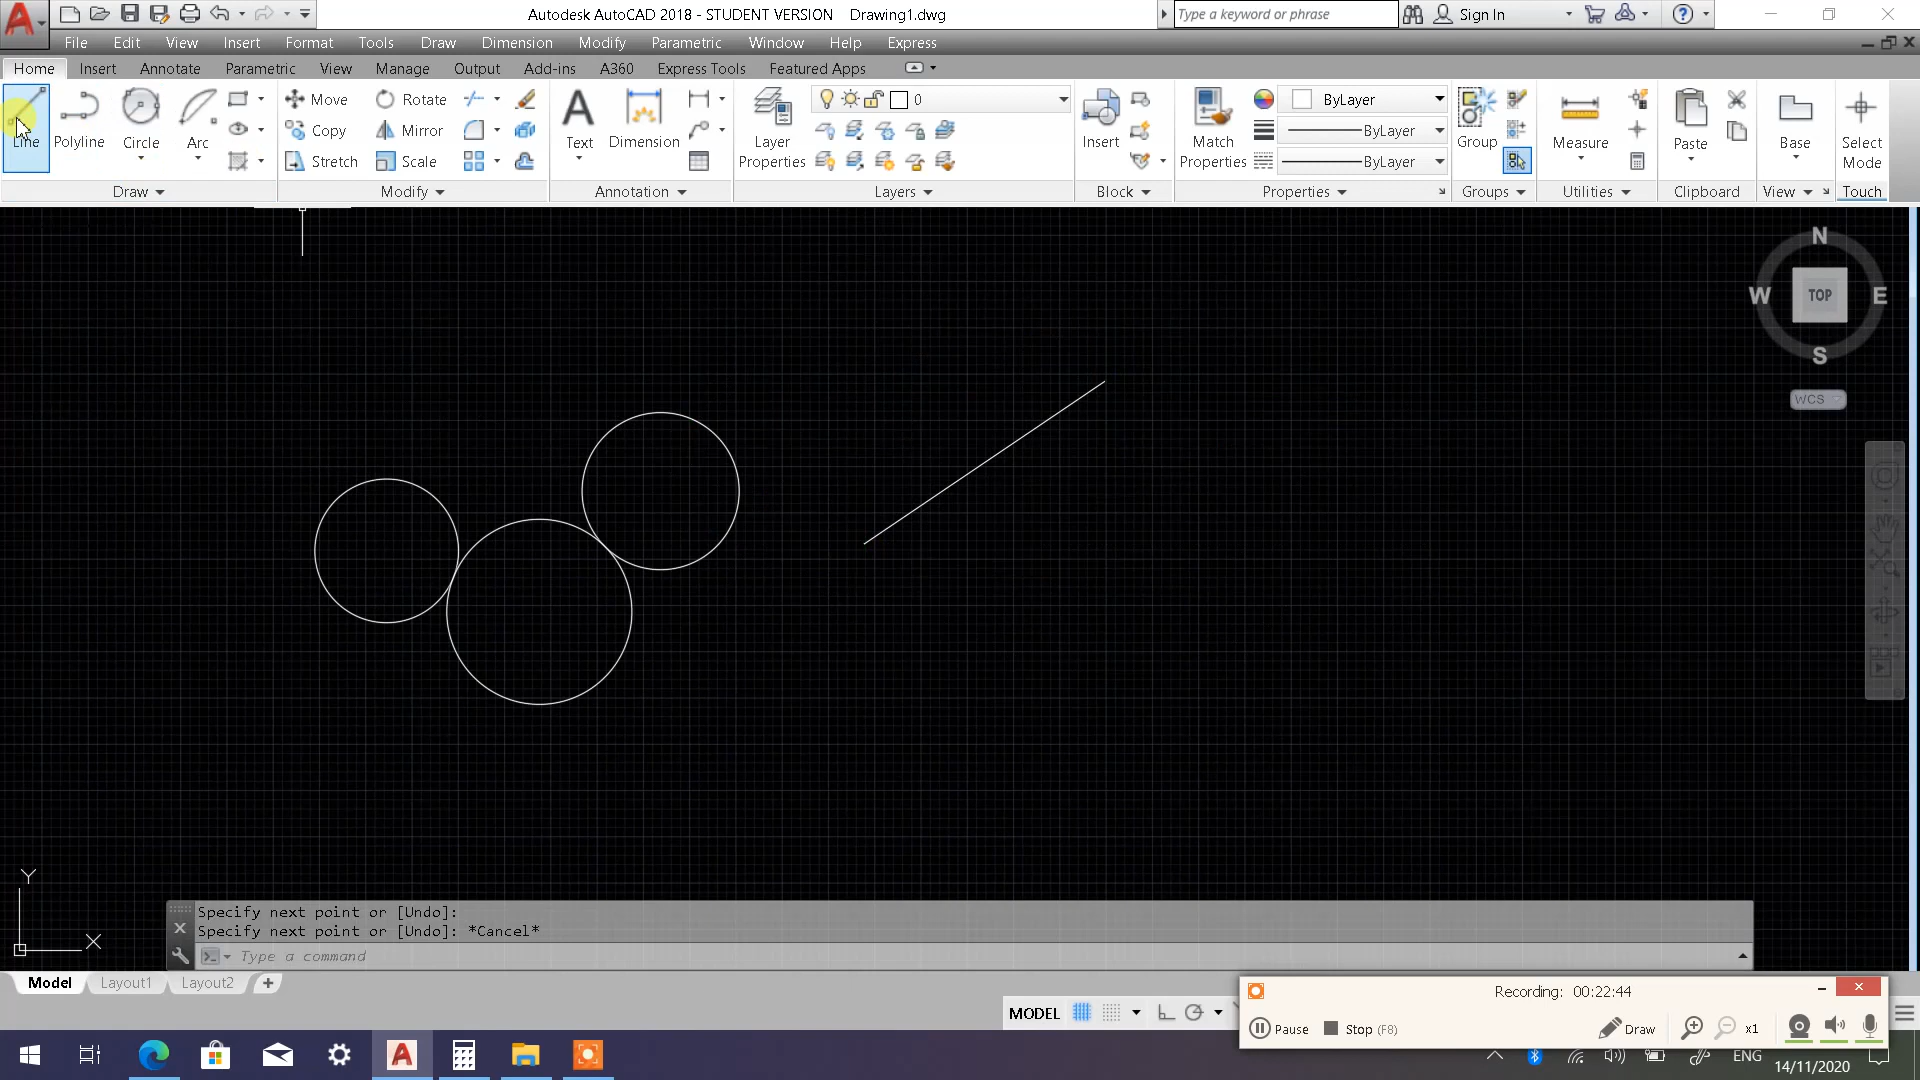 Autodesk AutoCAD 2018 - STUDENT VERSION Drawing1.dwg
Type a keyword or phrase
Sign In
File Edit View Insert Format Tools Draw Dimension Modify Parametric Window Help Express
Home Insert Annotate Parametric View Manage Output Add-ins A360 Express Tools Featured Apps
Line Polyline Circle Arc
Draw
Move Rotate
Copy Mirror
Stretch Scale
Modify
Text Dimension
Annotation
Layer
Properties
0
Layers
Insert
Block
Match
Properties
ByLayer
ByLayer
ByLayer
Properties
Group
Groups
Measure
Utilities
Paste
Clipboard
Base
View
Select
Mode
Touch
N
W TOP E
S
WCS
Y
X
Specify next point or [Undo]:
Specify next point or [Undo]: *Cancel*
Type a command
Model Layout1 Layout2 +
MODEL
Recording: 00:22:44
Pause Stop (F8) Draw x1
ENG
14/11/2020